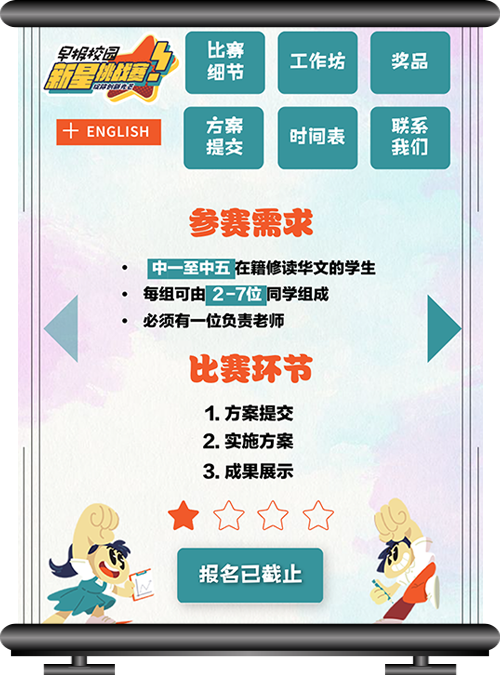 早报校园
新星挑战赛
比赛
细节
工作坊
奖品
+ ENGLISH
方案
提交
时间表
联系
我们
参赛需求
• 中一至中五在籍修读华文的学生
• 每组可由 2-7位同学组成
• 必须有一位负责老师
比赛环节
1. 方案提交
2. 实施方案
3. 成果展示
报名已截止